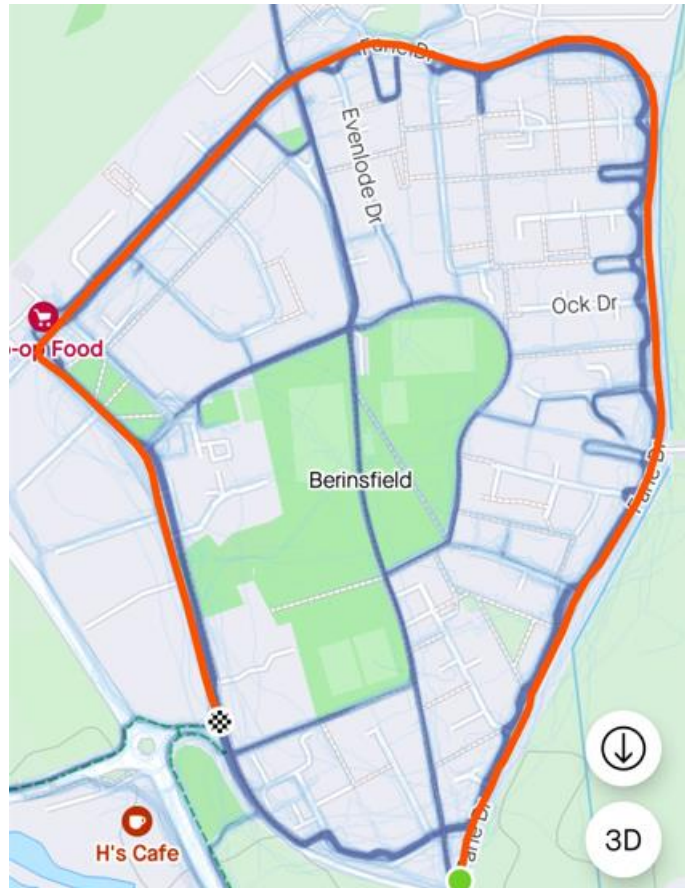 Fane Dr
Evenlode Dr
Ock Dr
-op Food
Fane Dr
Berinsfield
Fane Dr
H's Cafe
3D